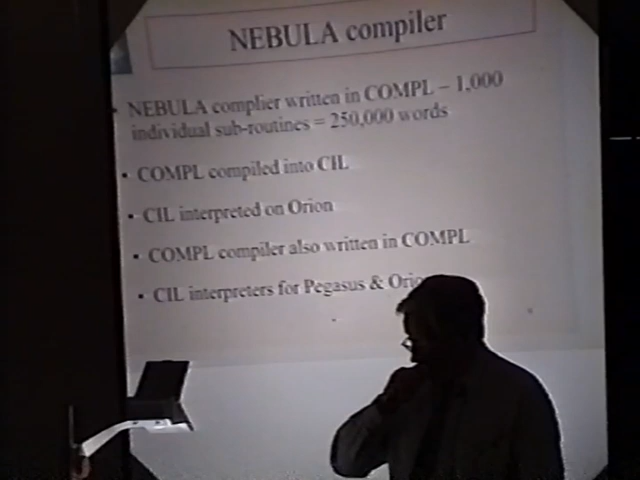 NEBULA compiler
• NEBULA complier written in COMPL – 1,000
individual sub-routines = 250,000 words
• COMPL compiled into CIL
• CIL interpreted on Orion
• COMPL compiler also written in COMPL
• CIL interpreters for Pegasus & Orio